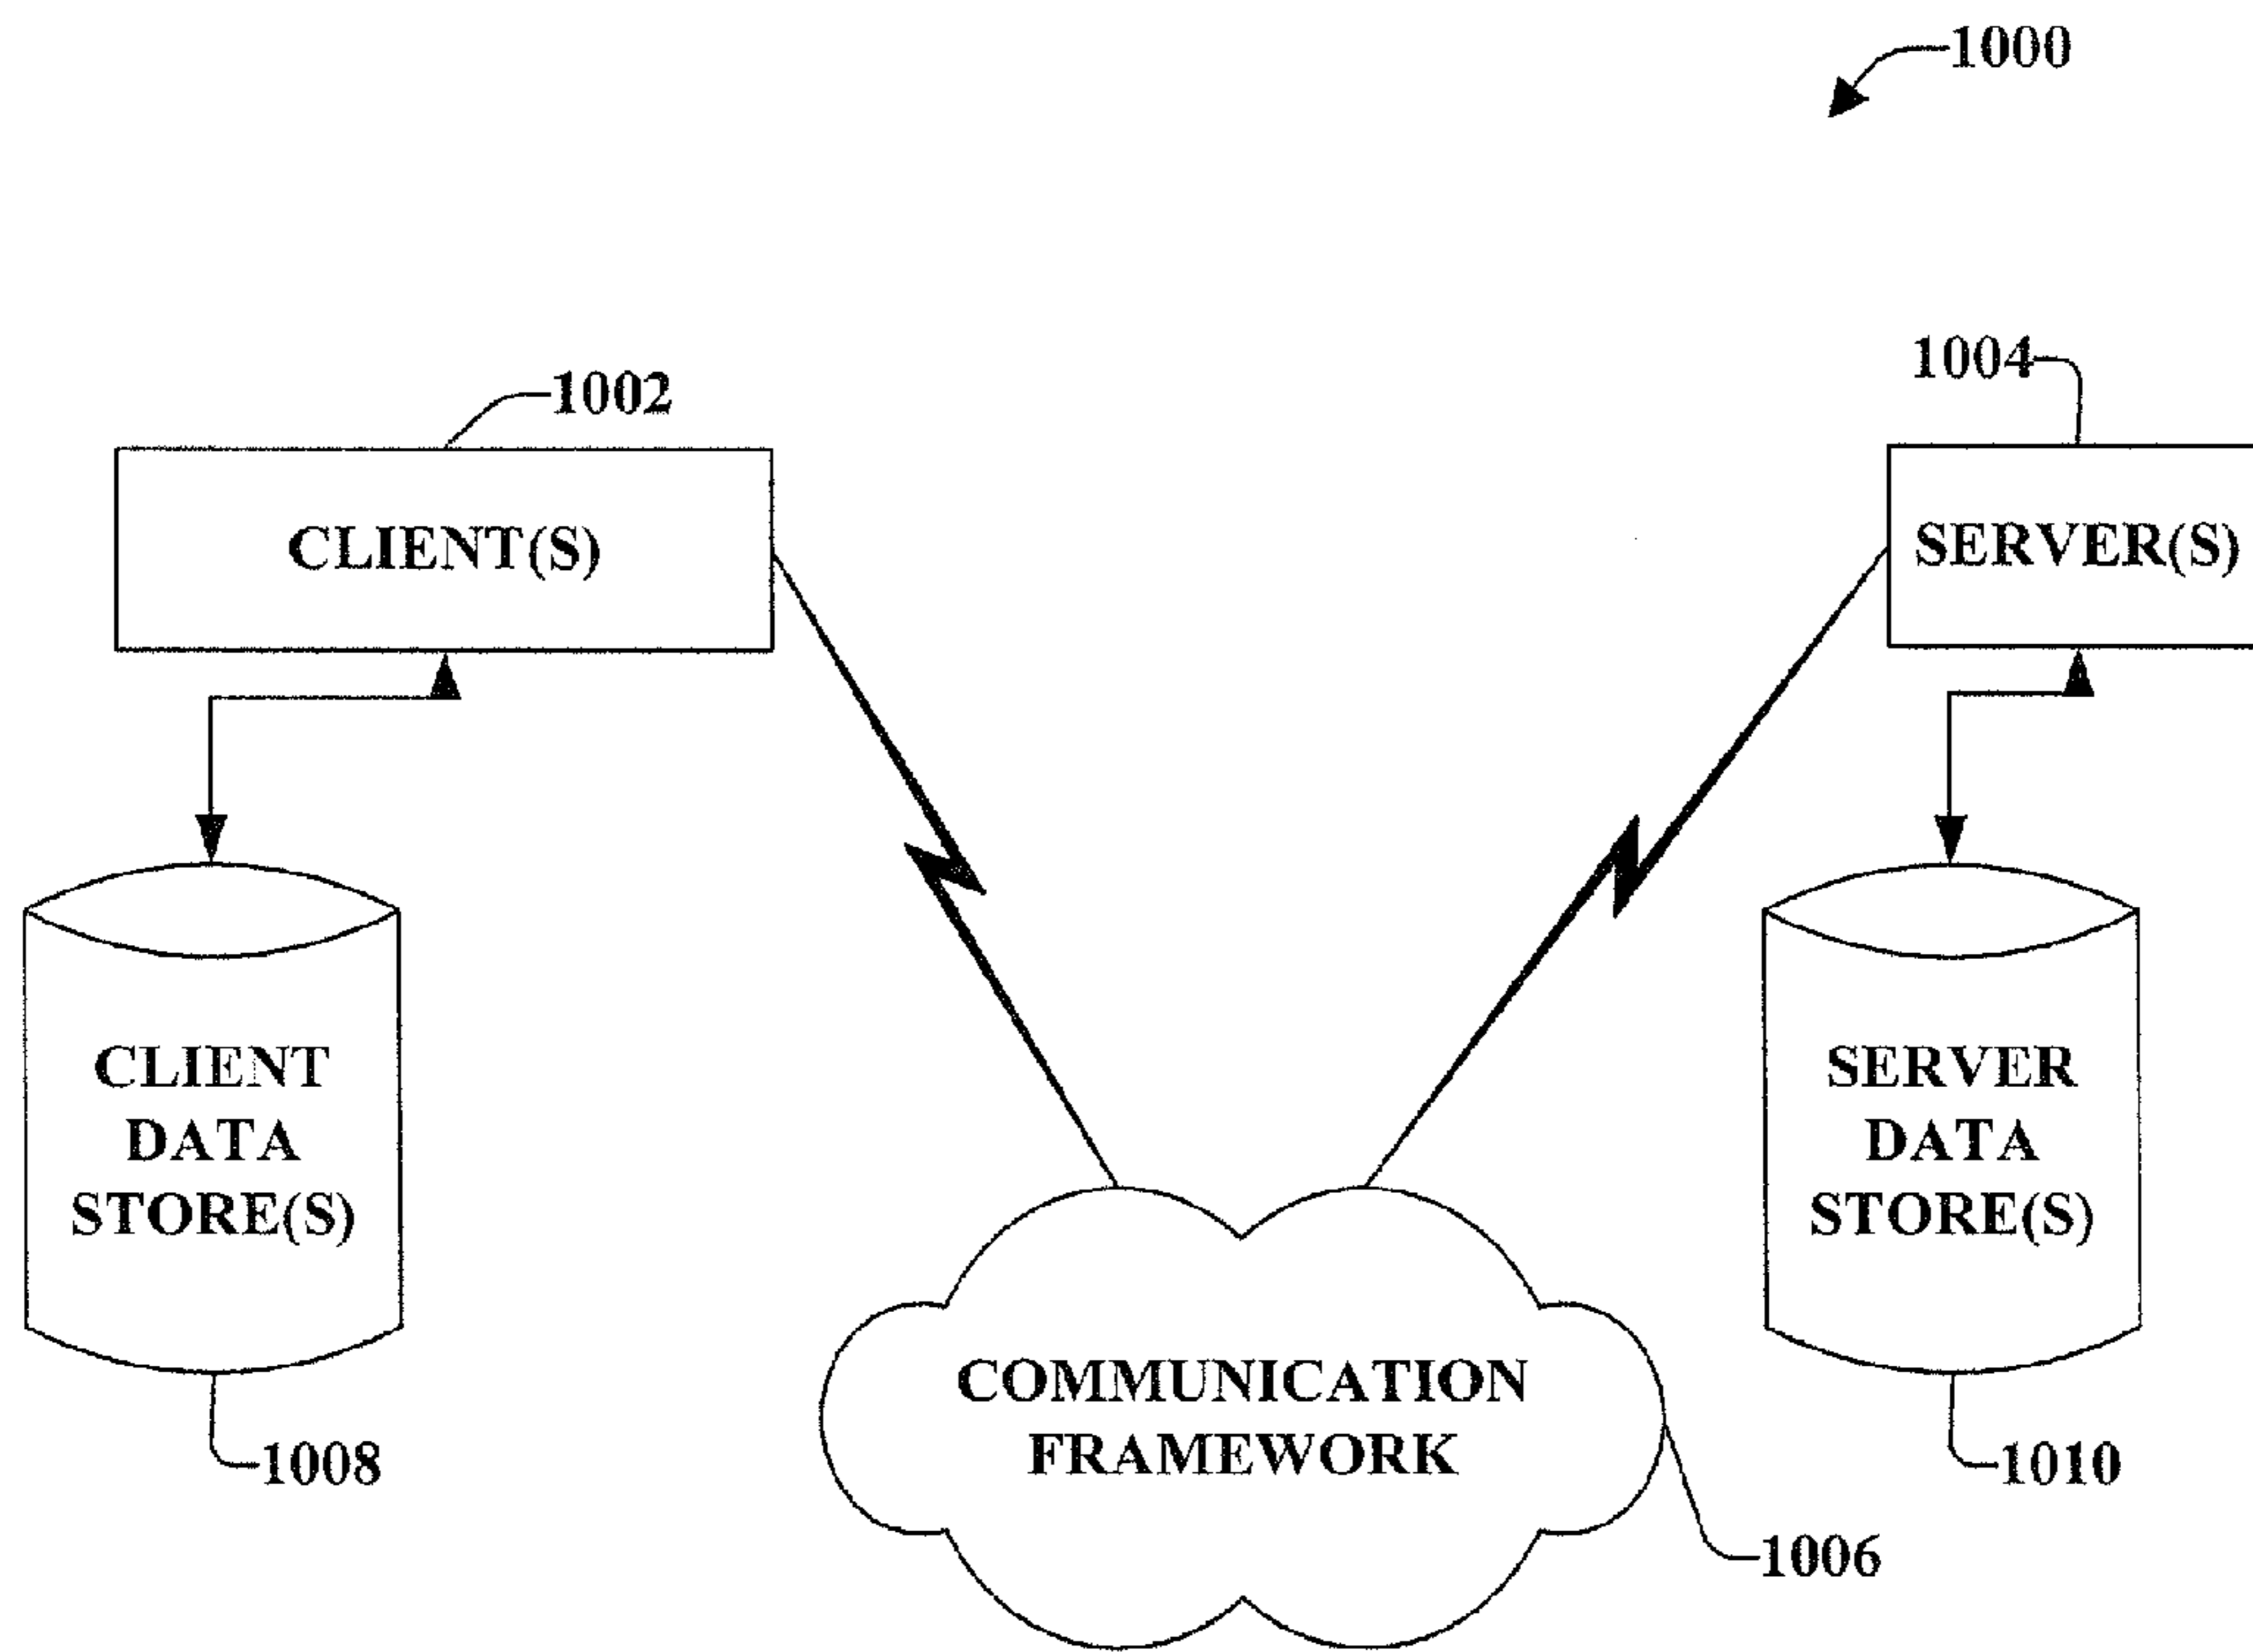 1000
1002
1004
CLIENT(S)
SERVER(S)
CLIENT
DATA
STORE(S)
SERVER
DATA
STORE(S)
COMMUNICATION
FRAMEWORK
1008
1010
1006